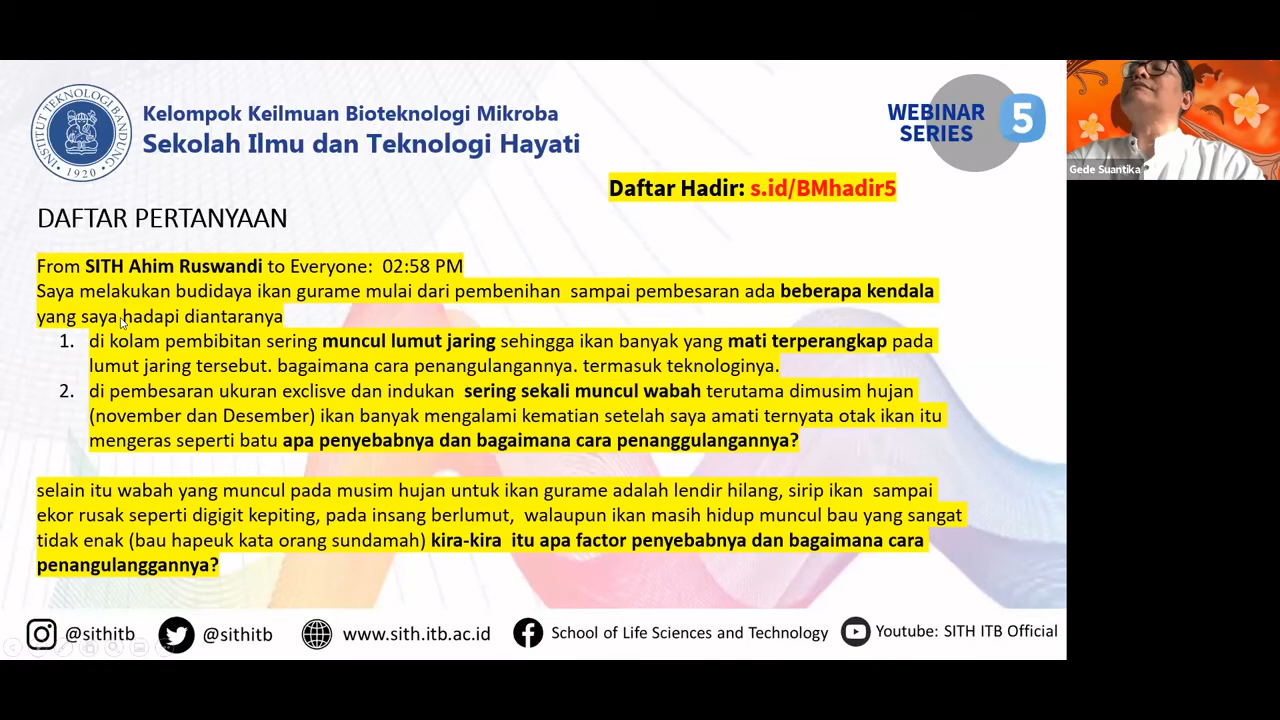 INSTITUT TEKNOLOGI BANDUNG
1920
Kelompok Keilmuan Bioteknologi Mikroba
Sekolah Ilmu dan Teknologi Hayati
WEBINAR
SERIES
5
Gede Suantika
Daftar Hadir: s.id/BMhadir5
DAFTAR PERTANYAAN
From SITH Ahim Ruswandi to Everyone: 02:58 PM
Saya melakukan budidaya ikan gurame mulai dari pembenihan sampai pembesaran ada beberapa kendala
yang saya hadapi diantaranya
1. di kolam pembibitan sering muncul lumut jaring sehingga ikan banyak yang mati terperangkap pada
lumut jaring tersebut. bagaimana cara penangulangannya. termasuk teknologinya.
2. di pembesaran ukuran exclisve dan indukan sering sekali muncul wabah terutama dimusim hujan
(november dan Desember) ikan banyak mengalami kematian setelah saya amati ternyata otak ikan itu
mengeras seperti batu apa penyebabnya dan bagaimana cara penanggulangannya?
selain itu wabah yang muncul pada musim hujan untuk ikan gurame adalah lendir hilang, sirip ikan sampai
ekor rusak seperti digigit kepiting, pada insang berlumut, walaupun ikan masih hidup muncul bau yang sangat
tidak enak (bau hapeuk kata orang sundamah) kira-kira itu apa factor penyebabnya dan bagaimana cara
penangulanggannya?
@sithitb
@sithitb
www.sith.itb.ac.id
School of Life Sciences and Technology
Youtube: SITH ITB Official